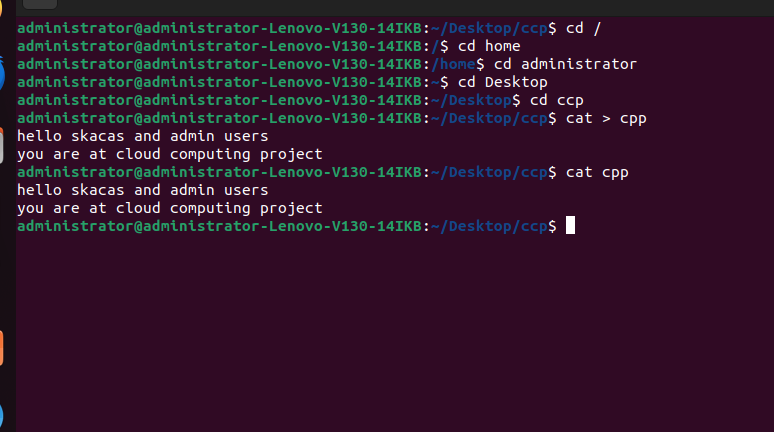 administrator@administrator-Lenovo-V130-14IKB:~/Desktop/ccp$ cd /
administrator@administrator-Lenovo-V130-14IKB:/$ cd home
administrator@administrator-Lenovo-V130-14IKB:/home$ cd administrator
administrator@administrator-Lenovo-V130-14IKB:~$ cd Desktop
administrator@administrator-Lenovo-V130-14IKB:~/Desktop$ cd ccp
administrator@administrator-Lenovo-V130-14IKB:~/Desktop/ccp$ cat > cpp
hello skacas and admin users
you are at cloud computing project
administrator@administrator-Lenovo-V130-14IKB:~/Desktop/ccp$ cat cpp
hello skacas and admin users
you are at cloud computing project
administrator@administrator-Lenovo-V130-14IKB:~/Desktop/ccp$